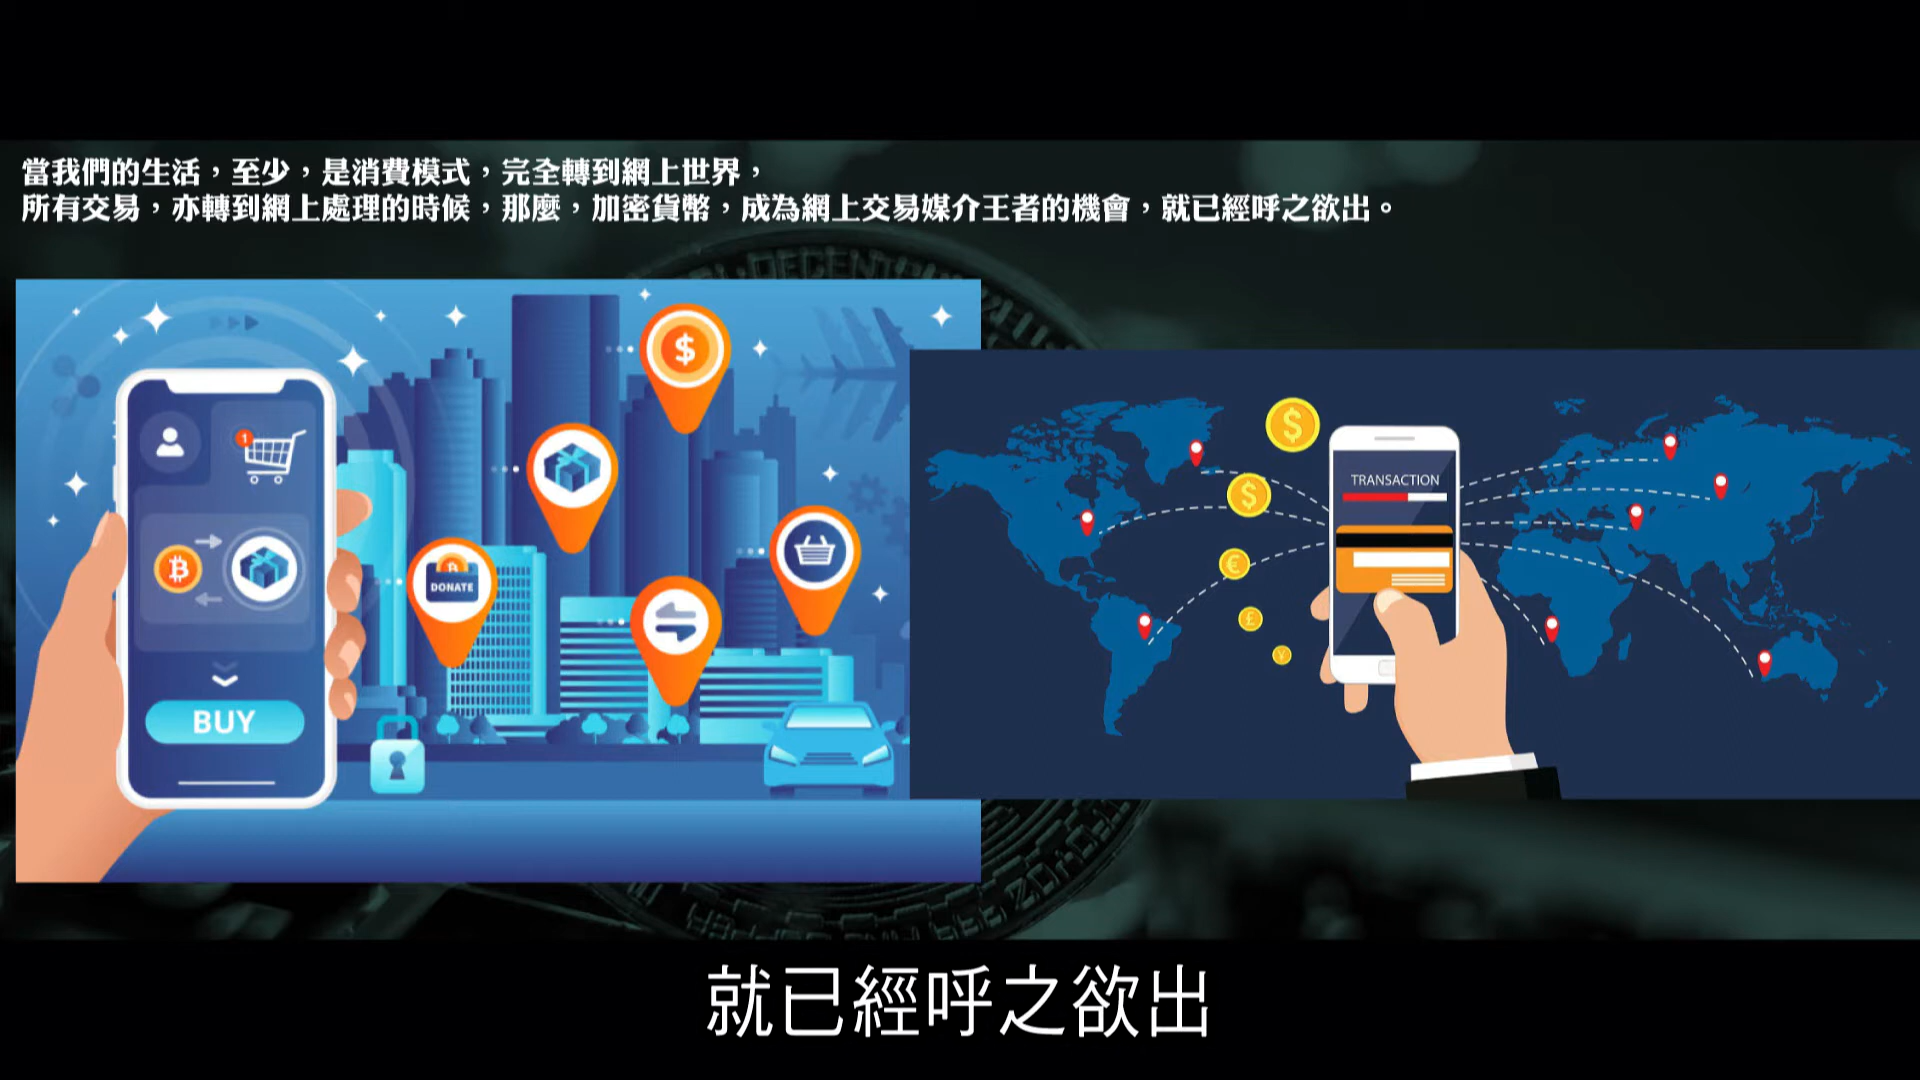 當我們的生活，至少，是消費模式，完全轉到網上世界，
所有交易，亦轉到網上處理的時候，那麼，加密貨幣，成為網上交易媒介王者的機會，就已經呼之欲出。
DECENT
$
1
DONATE
BUY
$
$
€
£
¥
TRANSACTION
就已經呼之欲出